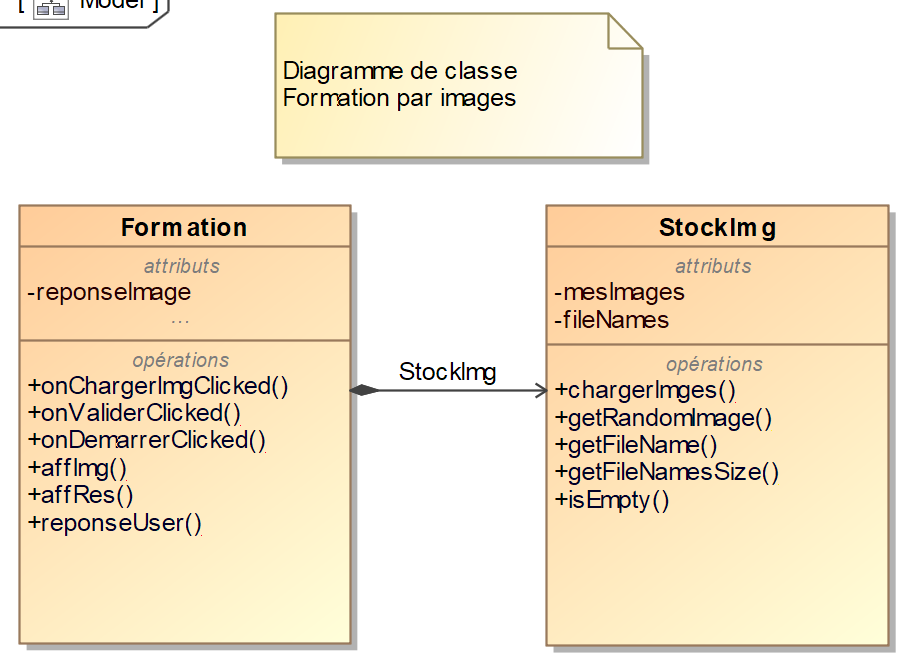 [ Model ]
Diagramme de classe
Formation par images
Formation
attributs
-reponseImage
...
opérations
+onChargerImgClicked()
+onValiderClicked()
+onDemarrerClicked()
+affImg()
+affRes()
+reponseUser()
StockImg
StockImg
attributs
-mesImages
-fileNames
opérations
+chargerImges()
+getRandomImage()
+getFileName()
+getFileNamesSize()
+isEmpty()